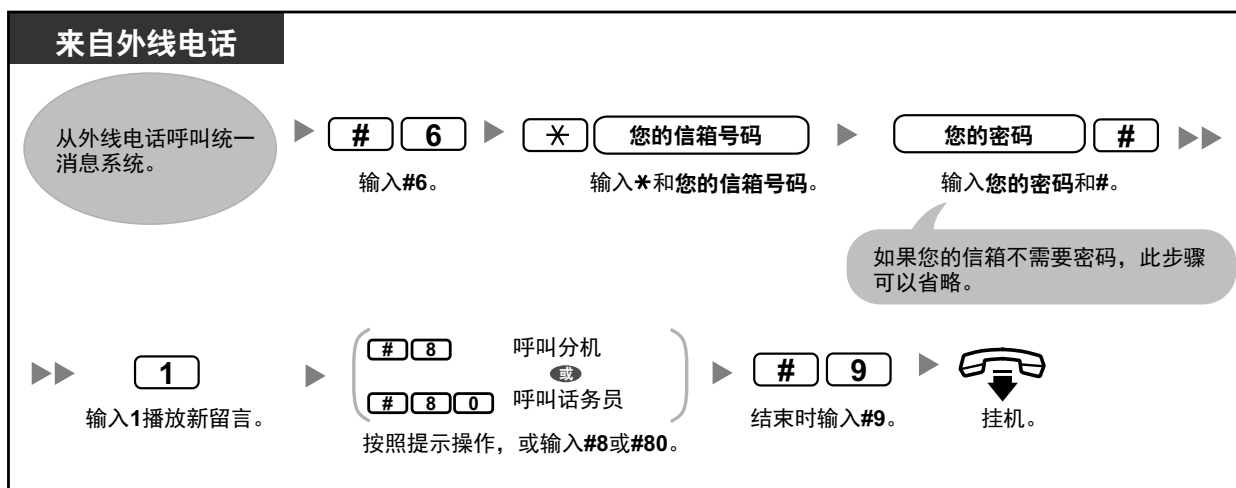 来自外线电话
从外线电话呼叫统一
消息系统。
# 6
输入#6。
* 您的信箱号码
输入*和您的信箱号码。
您的密码 #
输入您的密码和#。
如果您的信箱不需要密码，此步骤
可以省略。
1
输入1播放新留言。
# 8 呼叫分机
或
# 8 0 呼叫话务员
按照提示操作，或输入#8或#80。
# 9
结束时输入#9。
挂机。